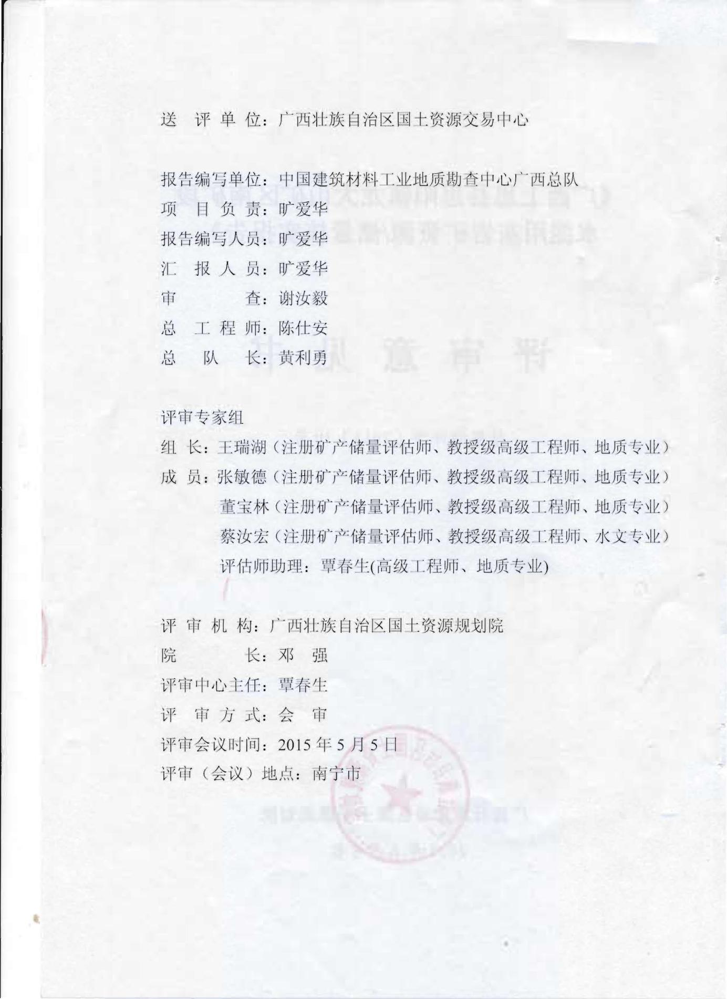 送 评 单 位：广西壮族自治区国土资源交易中心
报告编写单位：中国建筑材料工业地质勘查中心广西总队
项 目 负 责：旷爱华
报告编写人员：旷爱华
汇 报 人 员：旷爱华
审 查：谢汝毅
总 工 程 师：陈仕安
总 队 长：黄利勇
评审专家组
组 长：王瑞湖（注册矿产储量评估师、教授级高级工程师、地质专业）
成 员：张敏德（注册矿产储量评估师、教授级高级工程师、地质专业）
董宝林（注册矿产储量评估师、教授级高级工程师、地质专业）
蔡汝宏（注册矿产储量评估师、教授级高级工程师、水文专业）
评估师助理：覃春生(高级工程师、地质专业)
评 审 机 构：广西壮族自治区国土资源规划院
院 长：邓 强
评审中心主任：覃春生
评 审 方 式：会 审
评审会议时间：2015 年 5 月 5 日
评审（会议）地点：南宁市